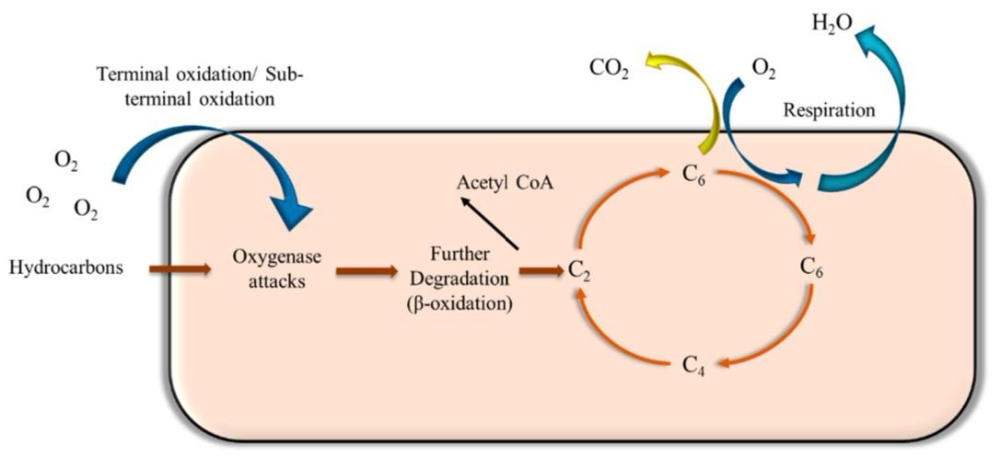 H₂O
CO₂
O₂
Terminal oxidation/ Sub-
terminal oxidation
Respiration
O₂
O₂
O₂
Acetyl CoA
C₆
Hydrocarbons
Oxygenase
attacks
Further
Degradation
(β-oxidation)
C₂
C₆
C₄